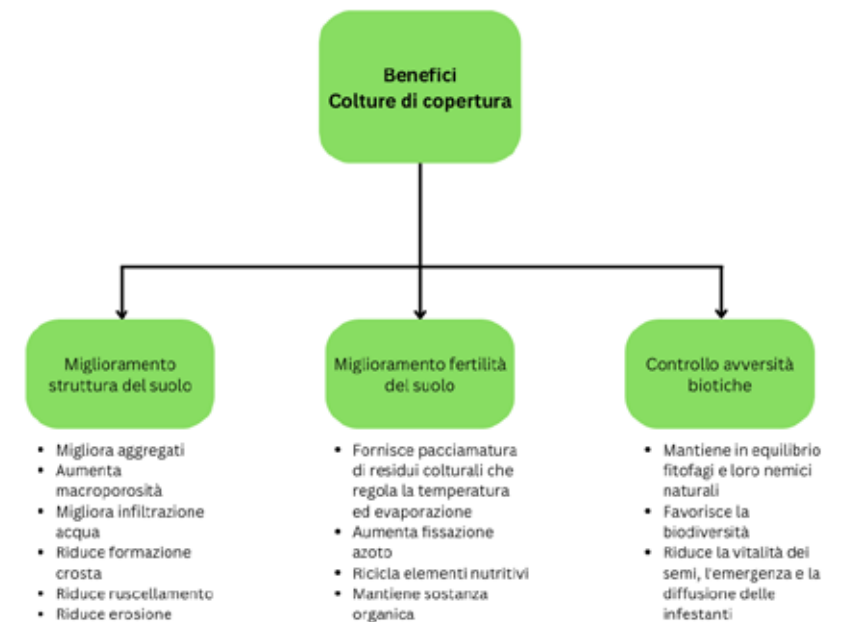 Benefici
Colture di copertura
Miglioramento
struttura del suolo
• Migliora aggregati
• Aumenta
macroporosità
• Migliora infiltrazione
acqua
• Riduce formazione
crosta
• Riduce ruscellamento
• Riduce erosione
Miglioramento fertilità
del suolo
• Fornisce pacciamatura
di residui colturali che
regola la temperatura
ed evaporazione
• Aumenta fissazione
azoto
• Ricicla elementi nutritivi
• Mantiene sostanza
organica
Controllo avversità
biotiche
• Mantiene in equilibrio
fitofagi e loro nemici
naturali
• Favorisce la
biodiversità
• Riduce la vitalità dei
semi, l'emergenza e la
diffusione delle
infestanti